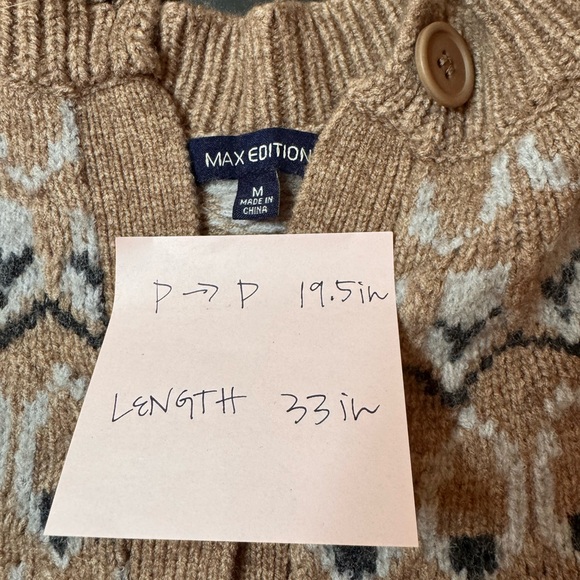 MAX EDITION
M
MADE IN
CHINA
P → P 19.5in
LENGTH 33in